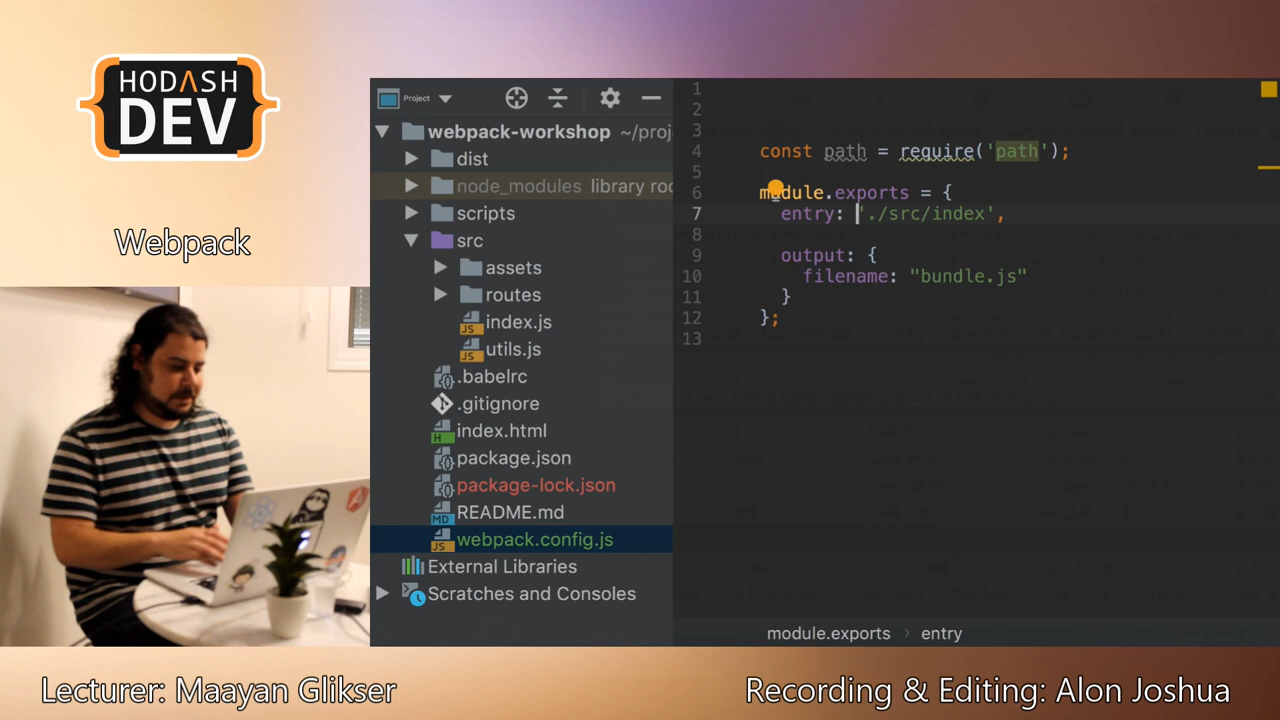 HODΛSH
DEV
Webpack
Project
webpack-workshop ~/proj
dist
node_modules library roo
scripts
src
assets
routes
index.js
utils.js
.babelrc
.gitignore
index.html
package.json
package-lock.json
README.md
webpack.config.js
External Libraries
Scratches and Consoles
1
2
3
4 const path = require('path');
5
6 module.exports = {
7 entry: './src/index',
8
9 output: {
10 filename: "bundle.js"
11 }
12 };
13
module.exports › entry
Lecturer: Maayan Glikser
Recording & Editing: Alon Joshua